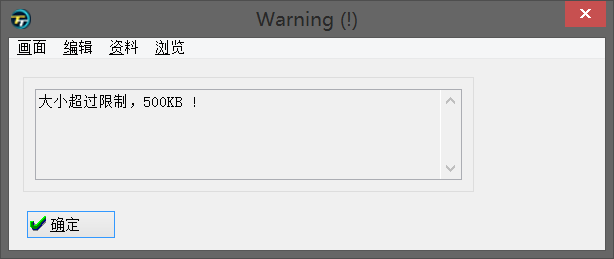 Warning (!)
画面 编辑 资料 浏览
大小超过限制，500KB !
确定